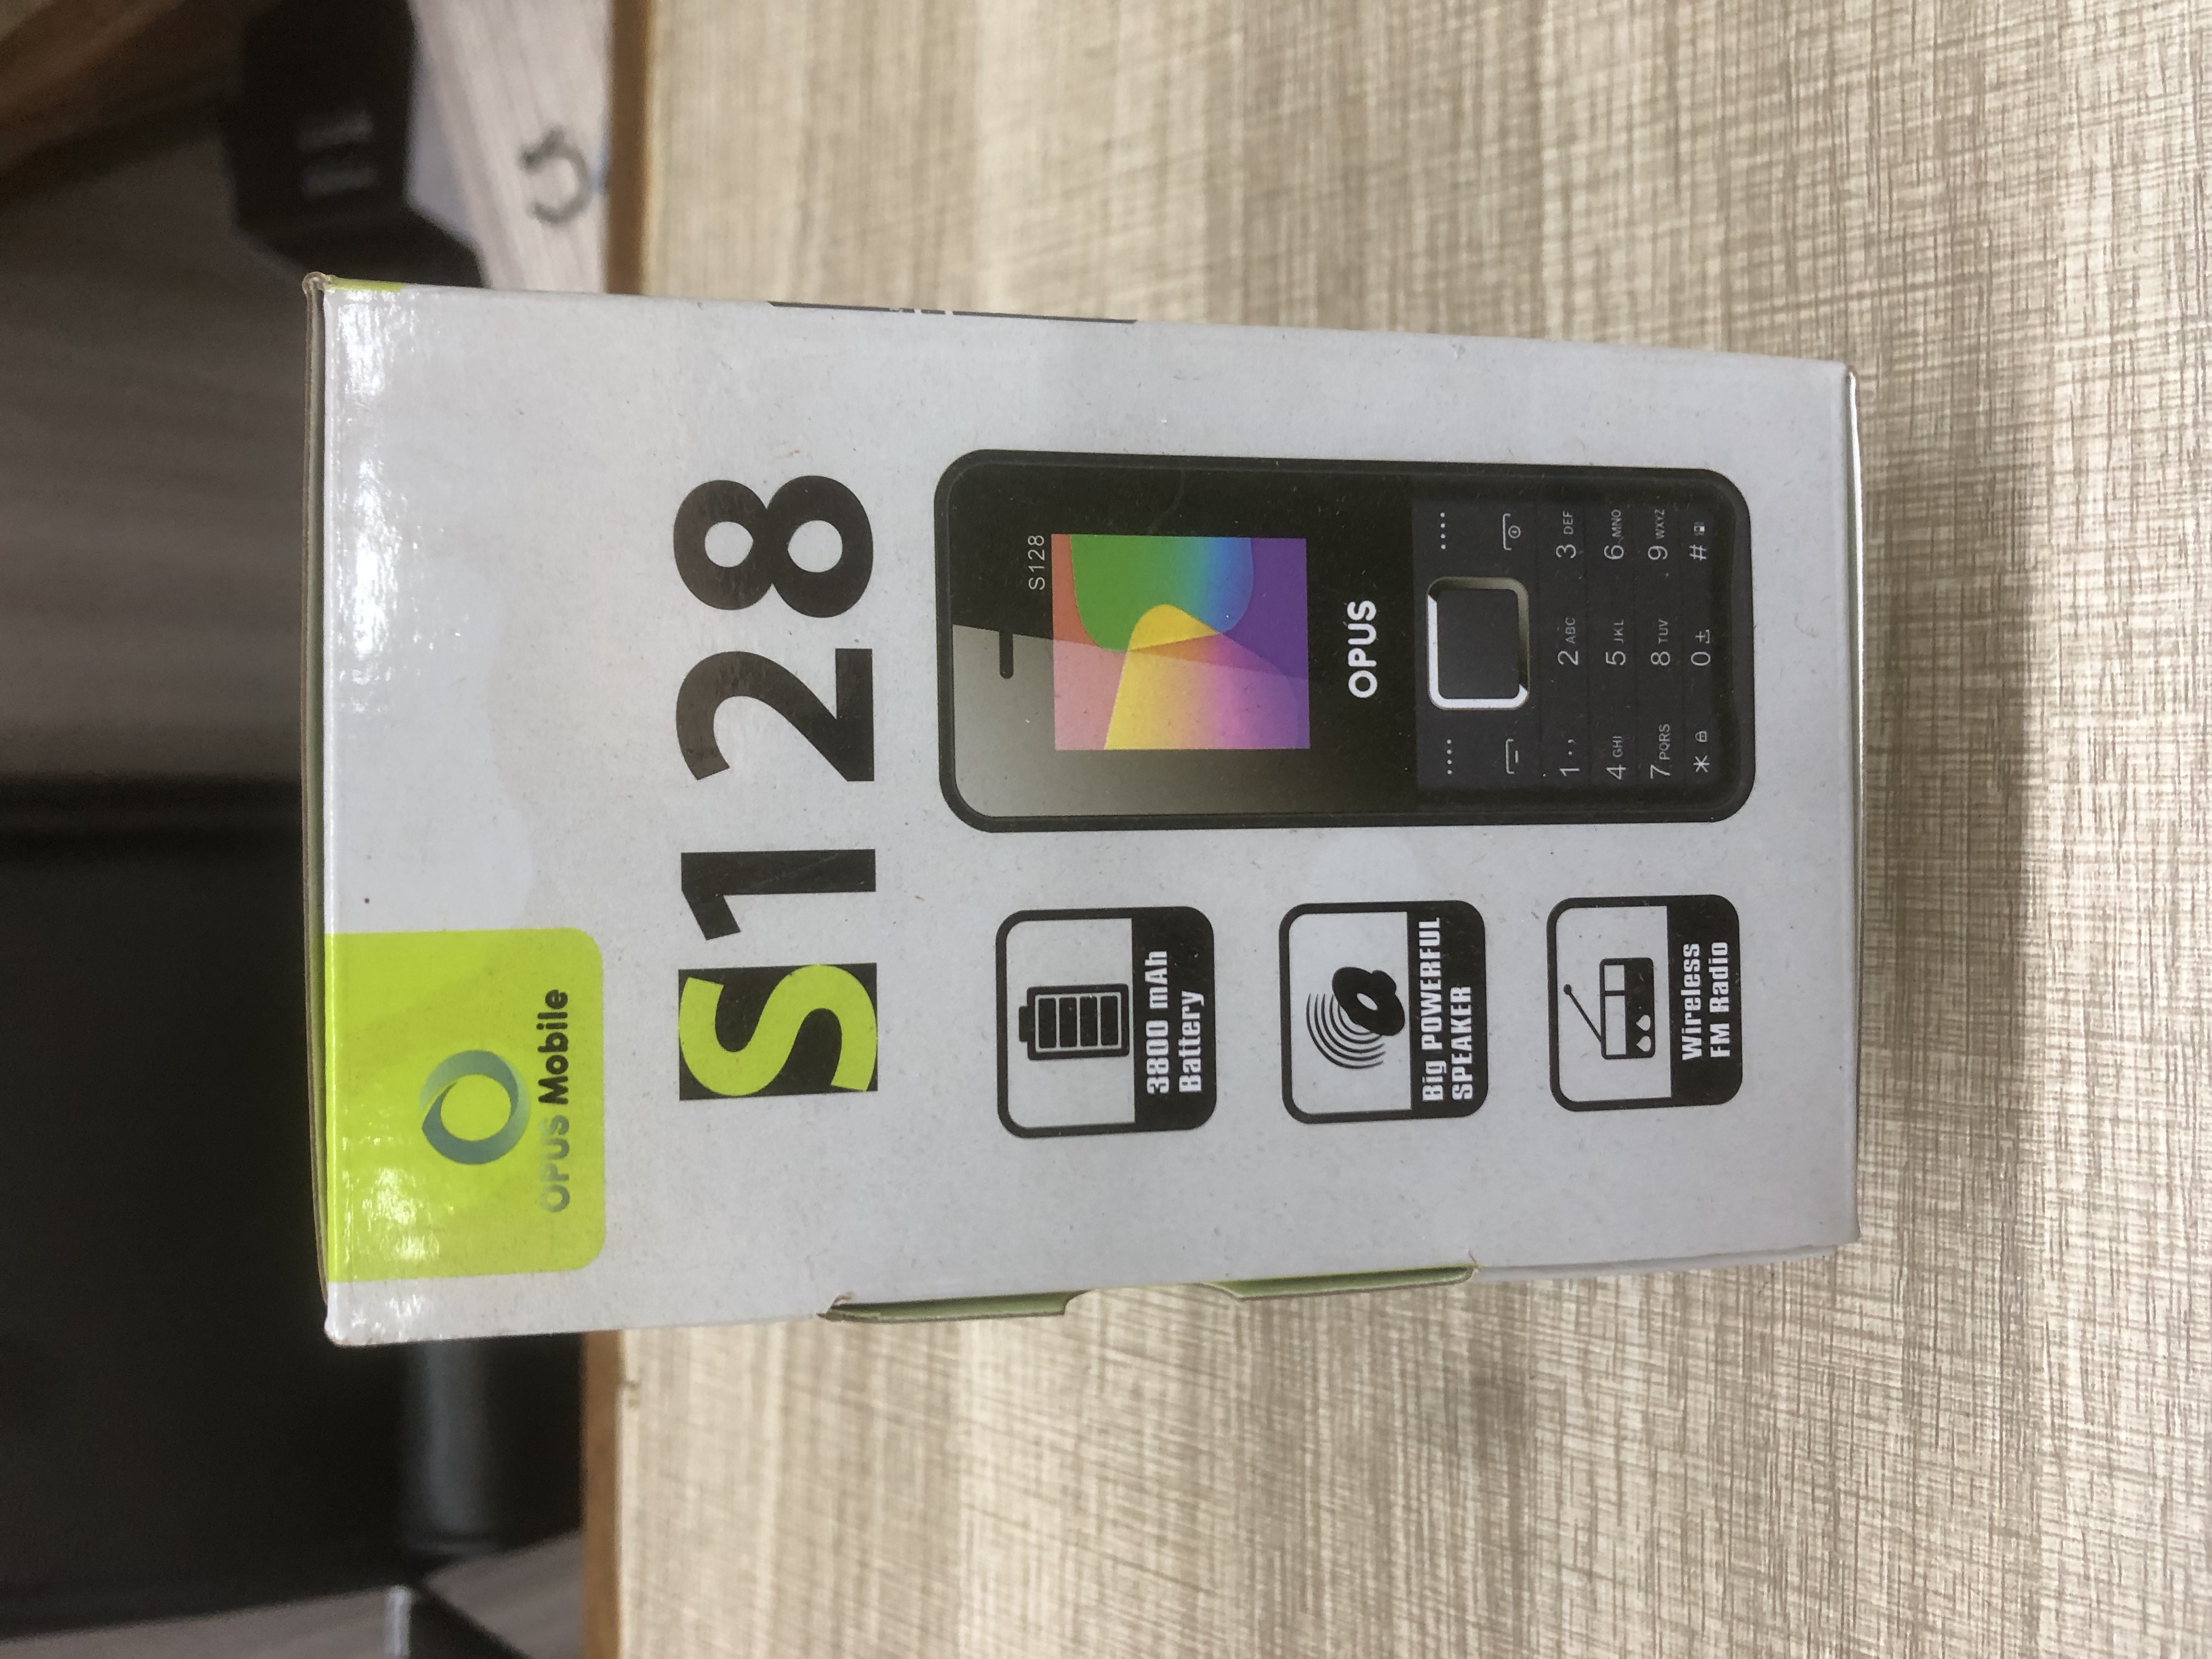 OPUS Mobile
S128
3800 mAh
Battery
Big POWERFUL
SPEAKER
Wireless
FM Radio
S128
OPUS
1 . ,
2 ABC
3 DEF
4 GHI
5 JKL
6 MNO
7 PQRS
8 TUV
9 WXYZ
*
0
#